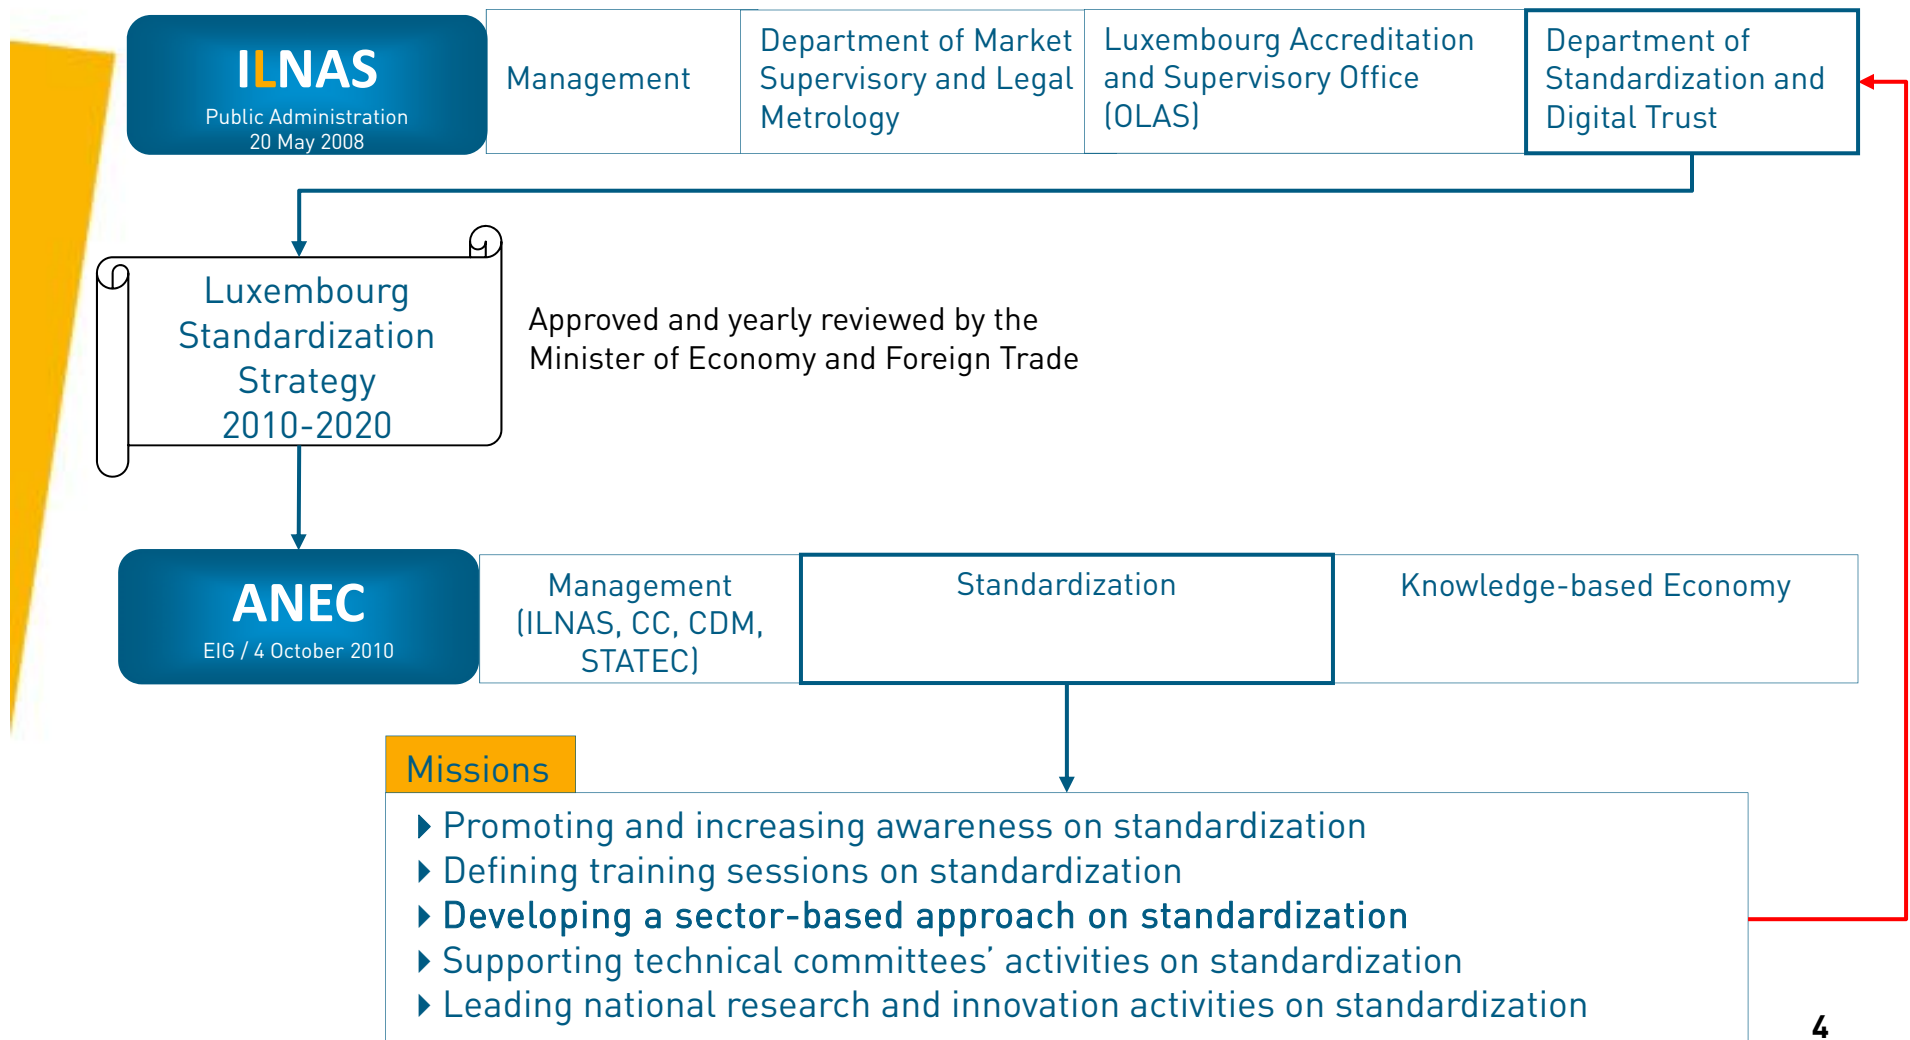 ILNAS
Public Administration
20 May 2008
Management
Department of Market
Supervisory and Legal
Metrology
Luxembourg Accreditation
and Supervisory Office
(OLAS)
Department of
Standardization and
Digital Trust
Luxembourg
Standardization
Strategy
2010-2020
Approved and yearly reviewed by the
Minister of Economy and Foreign Trade
ANEC
EIG / 4 October 2010
Management
(ILNAS, CC, CDM,
STATEC)
Standardization
Knowledge-based Economy
Missions
Promoting and increasing awareness on standardization
Defining training sessions on standardization
Developing a sector-based approach on standardization
Supporting technical committees’ activities on standardization
Leading national research and innovation activities on standardization
4